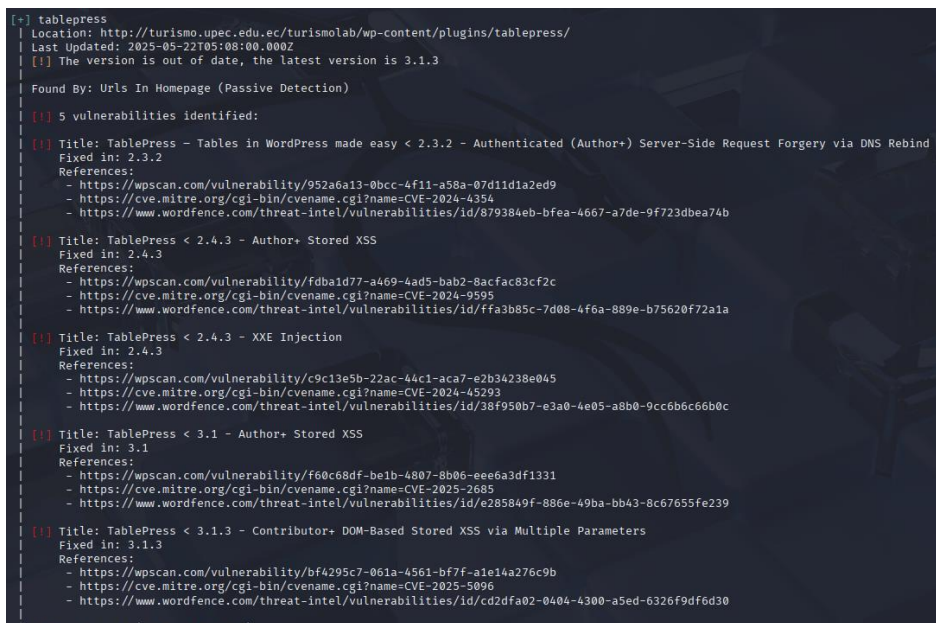 [+] tablepress
| Location: http://turismo.upec.edu.ec/turismolab/wp-content/plugins/tablepress/
| Last Updated: 2025-05-22T05:08:00.000Z
| [!] The version is out of date, the latest version is 3.1.3
|
| Found By: Urls In Homepage (Passive Detection)
|
| [!] 5 vulnerabilities identified:
|
| [!] Title: TablePress – Tables in WordPress made easy < 2.3.2 - Authenticated (Author+) Server-Side Request Forgery via DNS Rebind
|     Fixed in: 2.3.2
|     References:
|      - https://wpscan.com/vulnerability/952a6a13-0bcc-4f11-a58a-07d11d1a2ed9
|      - https://cve.mitre.org/cgi-bin/cvename.cgi?name=CVE-2024-4354
|      - https://www.wordfence.com/threat-intel/vulnerabilities/id/879384eb-bfea-4667-a7de-9f723dbea74b
|
| [!] Title: TablePress < 2.4.3 - Author+ Stored XSS
|     Fixed in: 2.4.3
|     References:
|      - https://wpscan.com/vulnerability/fdba1d77-a469-4ad5-bab2-8acfac83cf2c
|      - https://cve.mitre.org/cgi-bin/cvename.cgi?name=CVE-2024-9595
|      - https://www.wordfence.com/threat-intel/vulnerabilities/id/ffa3b85c-7d08-4f6a-889e-b75620f72a1a
|
| [!] Title: TablePress < 2.4.3 - XXE Injection
|     Fixed in: 2.4.3
|     References:
|      - https://wpscan.com/vulnerability/c9c13e5b-22ac-44c1-aca7-e2b34238e045
|      - https://cve.mitre.org/cgi-bin/cvename.cgi?name=CVE-2024-45293
|      - https://www.wordfence.com/threat-intel/vulnerabilities/id/38f950b7-e3a0-4e05-a8b0-9cc6b6c66b0c
|
| [!] Title: TablePress < 3.1 - Author+ Stored XSS
|     Fixed in: 3.1
|     References:
|      - https://wpscan.com/vulnerability/f60c68df-be1b-4807-8b06-eee6a3df1331
|      - https://cve.mitre.org/cgi-bin/cvename.cgi?name=CVE-2025-2685
|      - https://www.wordfence.com/threat-intel/vulnerabilities/id/e285849f-886e-49ba-bb43-8c67655fe239
|
| [!] Title: TablePress < 3.1.3 - Contributor+ DOM-Based Stored XSS via Multiple Parameters
|     Fixed in: 3.1.3
|     References:
|      - https://wpscan.com/vulnerability/bf4295c7-061a-4561-bf7f-a1e14a276c9b
|      - https://cve.mitre.org/cgi-bin/cvename.cgi?name=CVE-2025-5096
|      - https://www.wordfence.com/threat-intel/vulnerabilities/id/cd2dfa02-0404-4300-a5ed-6326f9df6d30
|